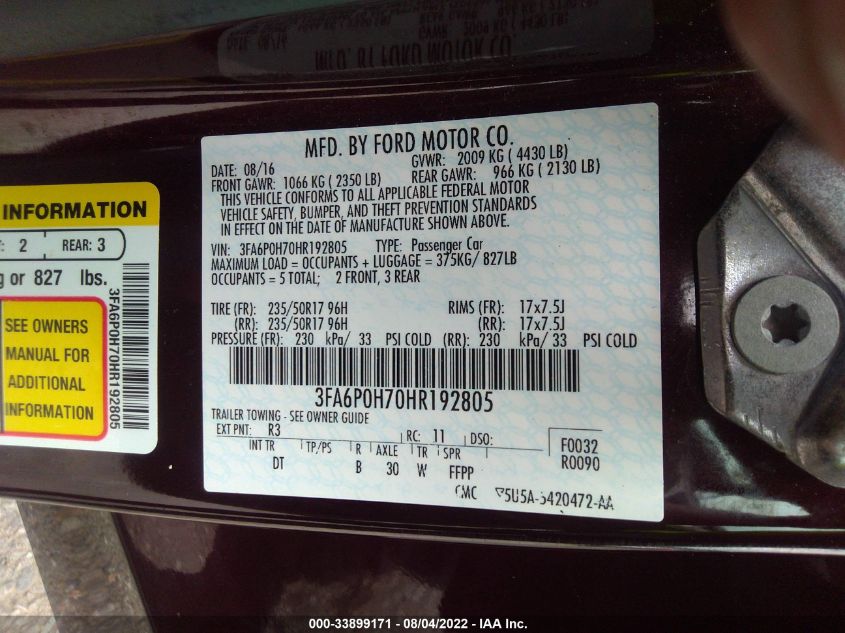 MFD. BY FORD MOTOR CO.
DATE: 08/16
GVWR: 2009 KG ( 4430 LB)
FRONT GAWR: 1066 KG ( 2350 LB)
REAR GAWR: 966 KG ( 2130 LB)
THIS VEHICLE CONFORMS TO ALL APPLICABLE FEDERAL MOTOR
VEHICLE SAFETY, BUMPER, AND THEFT PREVENTION STANDARDS
IN EFFECT ON THE DATE OF MANUFACTURE SHOWN ABOVE.
VIN: 3FA6P0H70HR192805 TYPE: Passenger Car
MAXIMUM LOAD = OCCUPANTS + LUGGAGE = 375KG/ 827LB
OCCUPANTS = 5 TOTAL; 2 FRONT, 3 REAR
TIRE (FR): 235/50R17 96H RIMS (FR): 17x7.5J
(RR): 235/50R17 96H (RR): 17x7.5J
PRESSURE (FR): 230 kPa/ 33 PSI COLD (RR): 230 kPa/ 33 PSI COLD
3FA6P0H70HR192805
TRAILER TOWING - SEE OWNER GUIDE
EXT PNT: R3 RC: 11 DSO: F0032
R0090
INT TR TP/PS R AXLE TR SPR
DT B 30 W FFPP
5U5A-5420472-AA
INFORMATION
2 REAR: 3
or 827 lbs.
SEE OWNERS
MANUAL FOR
ADDITIONAL
INFORMATION
3FA6P0H70HR192805
000-33899171 - 08/04/2022 - IAA Inc.